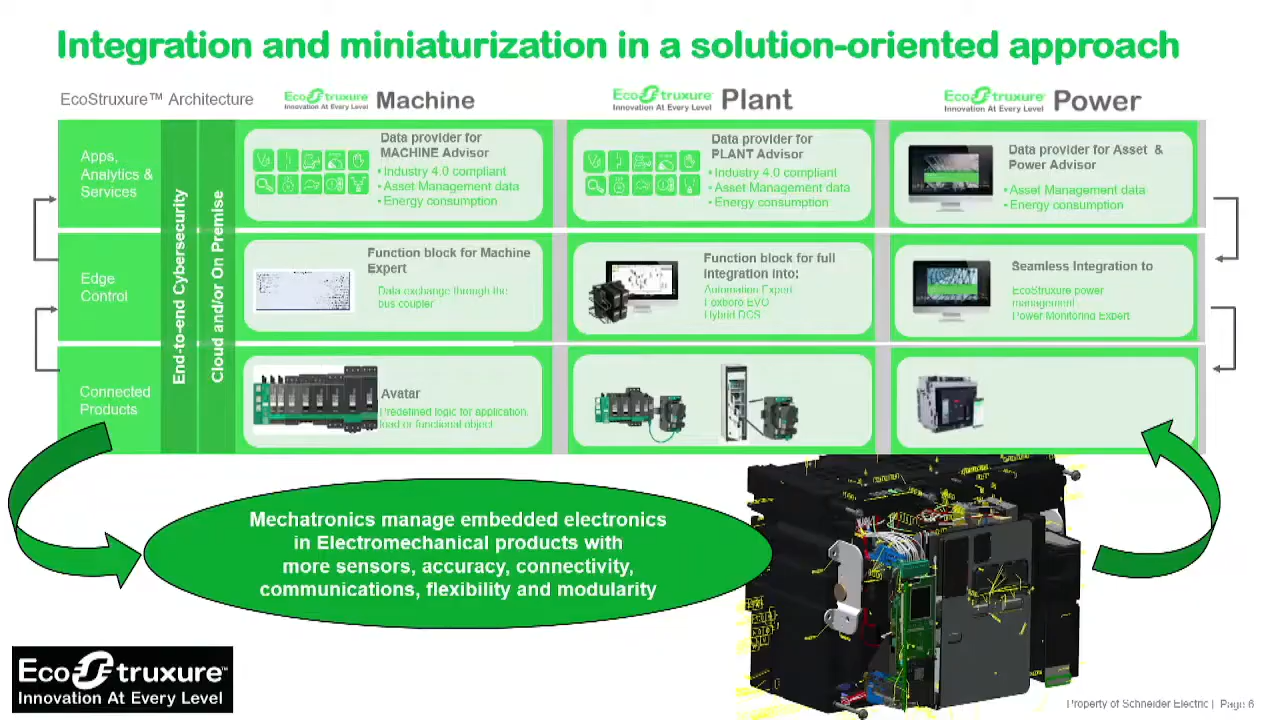 Integration and miniaturization in a solution-oriented approach
EcoStruxure™ Architecture
EcoStruxure
Innovation At Every Level
Machine
EcoStruxure
Innovation At Every Level
Plant
EcoStruxure
Innovation At Every Level
Power
Apps,
Analytics &
Services
End-to-end Cybersecurity
Cloud and/or On Premise
Data provider for
MACHINE Advisor
• Industry 4.0 compliant
• Asset Management data
• Energy consumption
Data provider for
PLANT Advisor
• Industry 4.0 compliant
• Asset Management data
• Energy consumption
Data provider for Asset &
Power Advisor
• Asset Management data
• Energy consumption
Edge
Control
Function block for Machine
Expert
Data exchange through the
bus coupler
Function block for full
integration into:
Automation Expert
Foxboro EVO
Hybrid DCS
Seamless Integration to
EcoStruxure power
management
Power Monitoring Expert
Connected
Products
Avatar
Predefined logic for application,
load or functional object
Mechatronics manage embedded electronics
in Electromechanical products with
more sensors, accuracy, connectivity,
communications, flexibility and modularity
EcoStruxure™
Innovation At Every Level
Property of Schneider Electric | Page 6